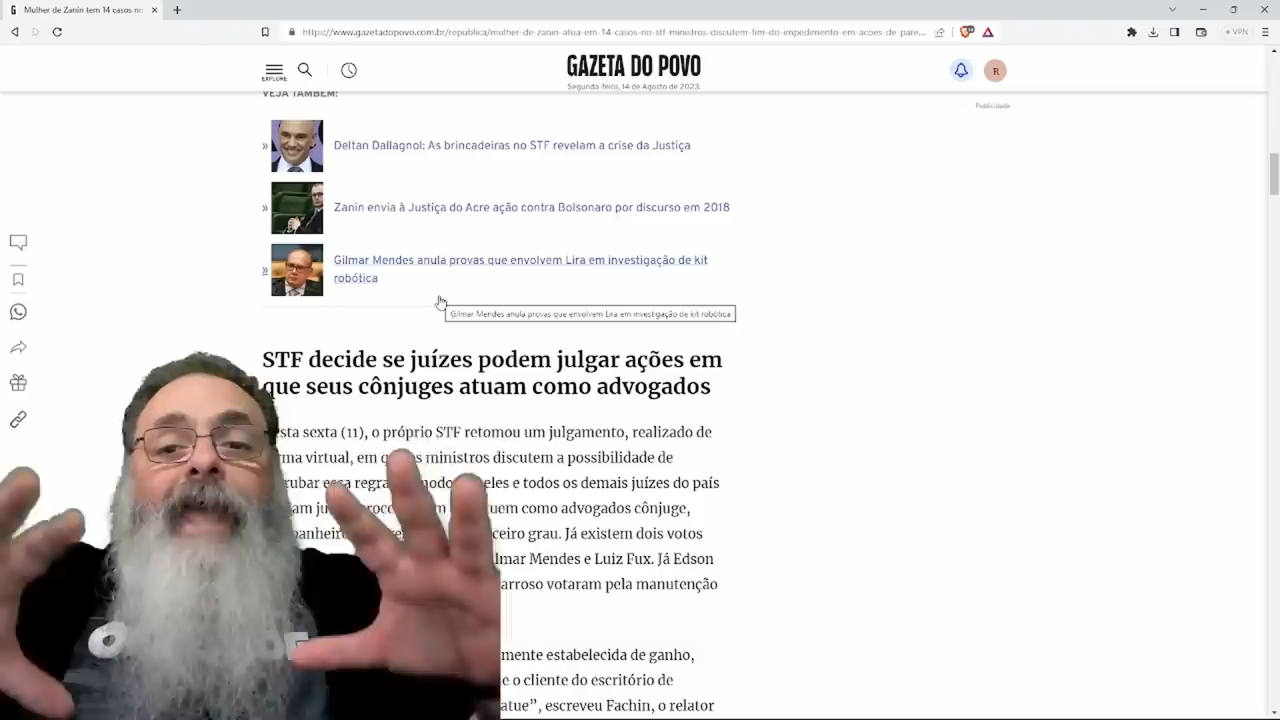 Mulher de Zanin tem 14 casos no
https://www.gazetadopovo.com.br/republica/mulher-de-zanin-atua-em-14-casos-no-stf-ministros-discutem-fim-do-impedimento-em-acoes-de-pare...
VPN
EXPLORE
GAZETA DO POVO
Segunda-feira, 14 de Agosto de 2023.
R
VEJA TAMBÉM:
Publicidade
» Deltan Dallagnol: As brincadeiras no STF revelam a crise da Justiça
» Zanin envia à Justiça do Acre ação contra Bolsonaro por discurso em 2018
» Gilmar Mendes anula provas que envolvem Lira em investigação de kit
robótica
Gilmar Mendes anula provas que envolvem Lira em investigação de kit robótica
STF decide se juízes podem julgar ações em
que seus cônjuges atuam como advogados
sta sexta (11), o próprio STF retomou um julgamento, realizado de
ma virtual, em ministros discutem a possibilidade de
rubar essa regra eles e todos os demais juízes do país
como advogados cônjuge,
ceiro grau. Já existem dois votos
lmar Mendes e Luiz Fux. Já Edson
arroso votaram pela manutenção
mente estabelecida de ganho,
e o cliente do escritório de
atue”, escreveu Fachin, o relator